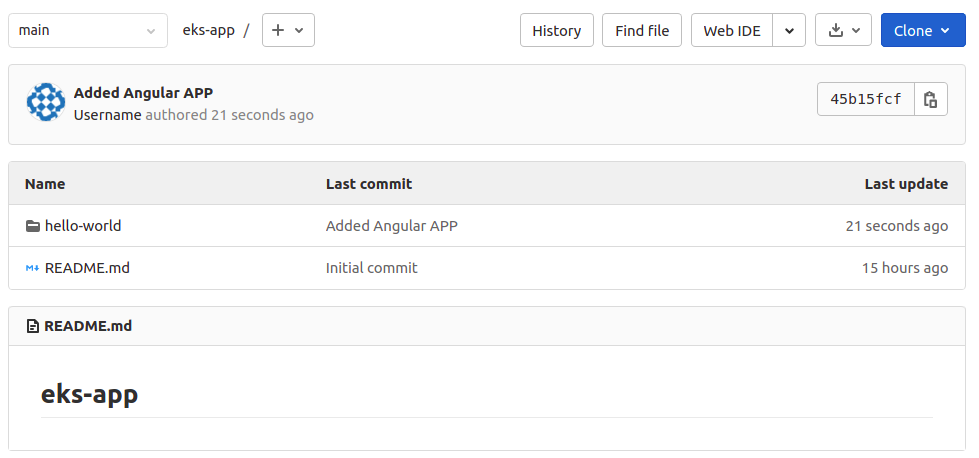 main eks-app / + History Find file Web IDE Clone
Added Angular APP
Username authored 21 seconds ago 45b15fcf
Name Last commit Last update
hello-world Added Angular APP 21 seconds ago
M README.md Initial commit 15 hours ago
README.md
eks-app